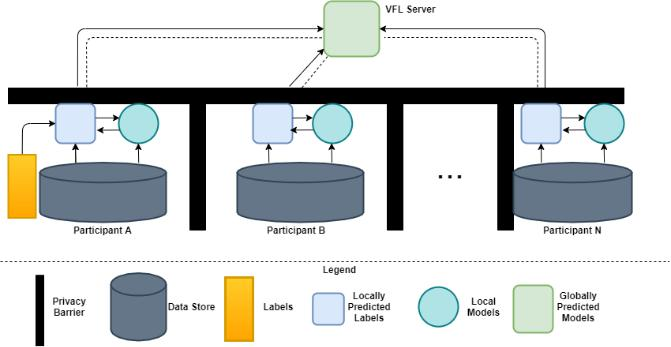 VFL Server
...
Participant A
Participant B
Participant N
Legend
Privacy
Barrier
Data Store
Labels
Locally
Predicted
Labels
Local
Models
Globally
Predicted
Models